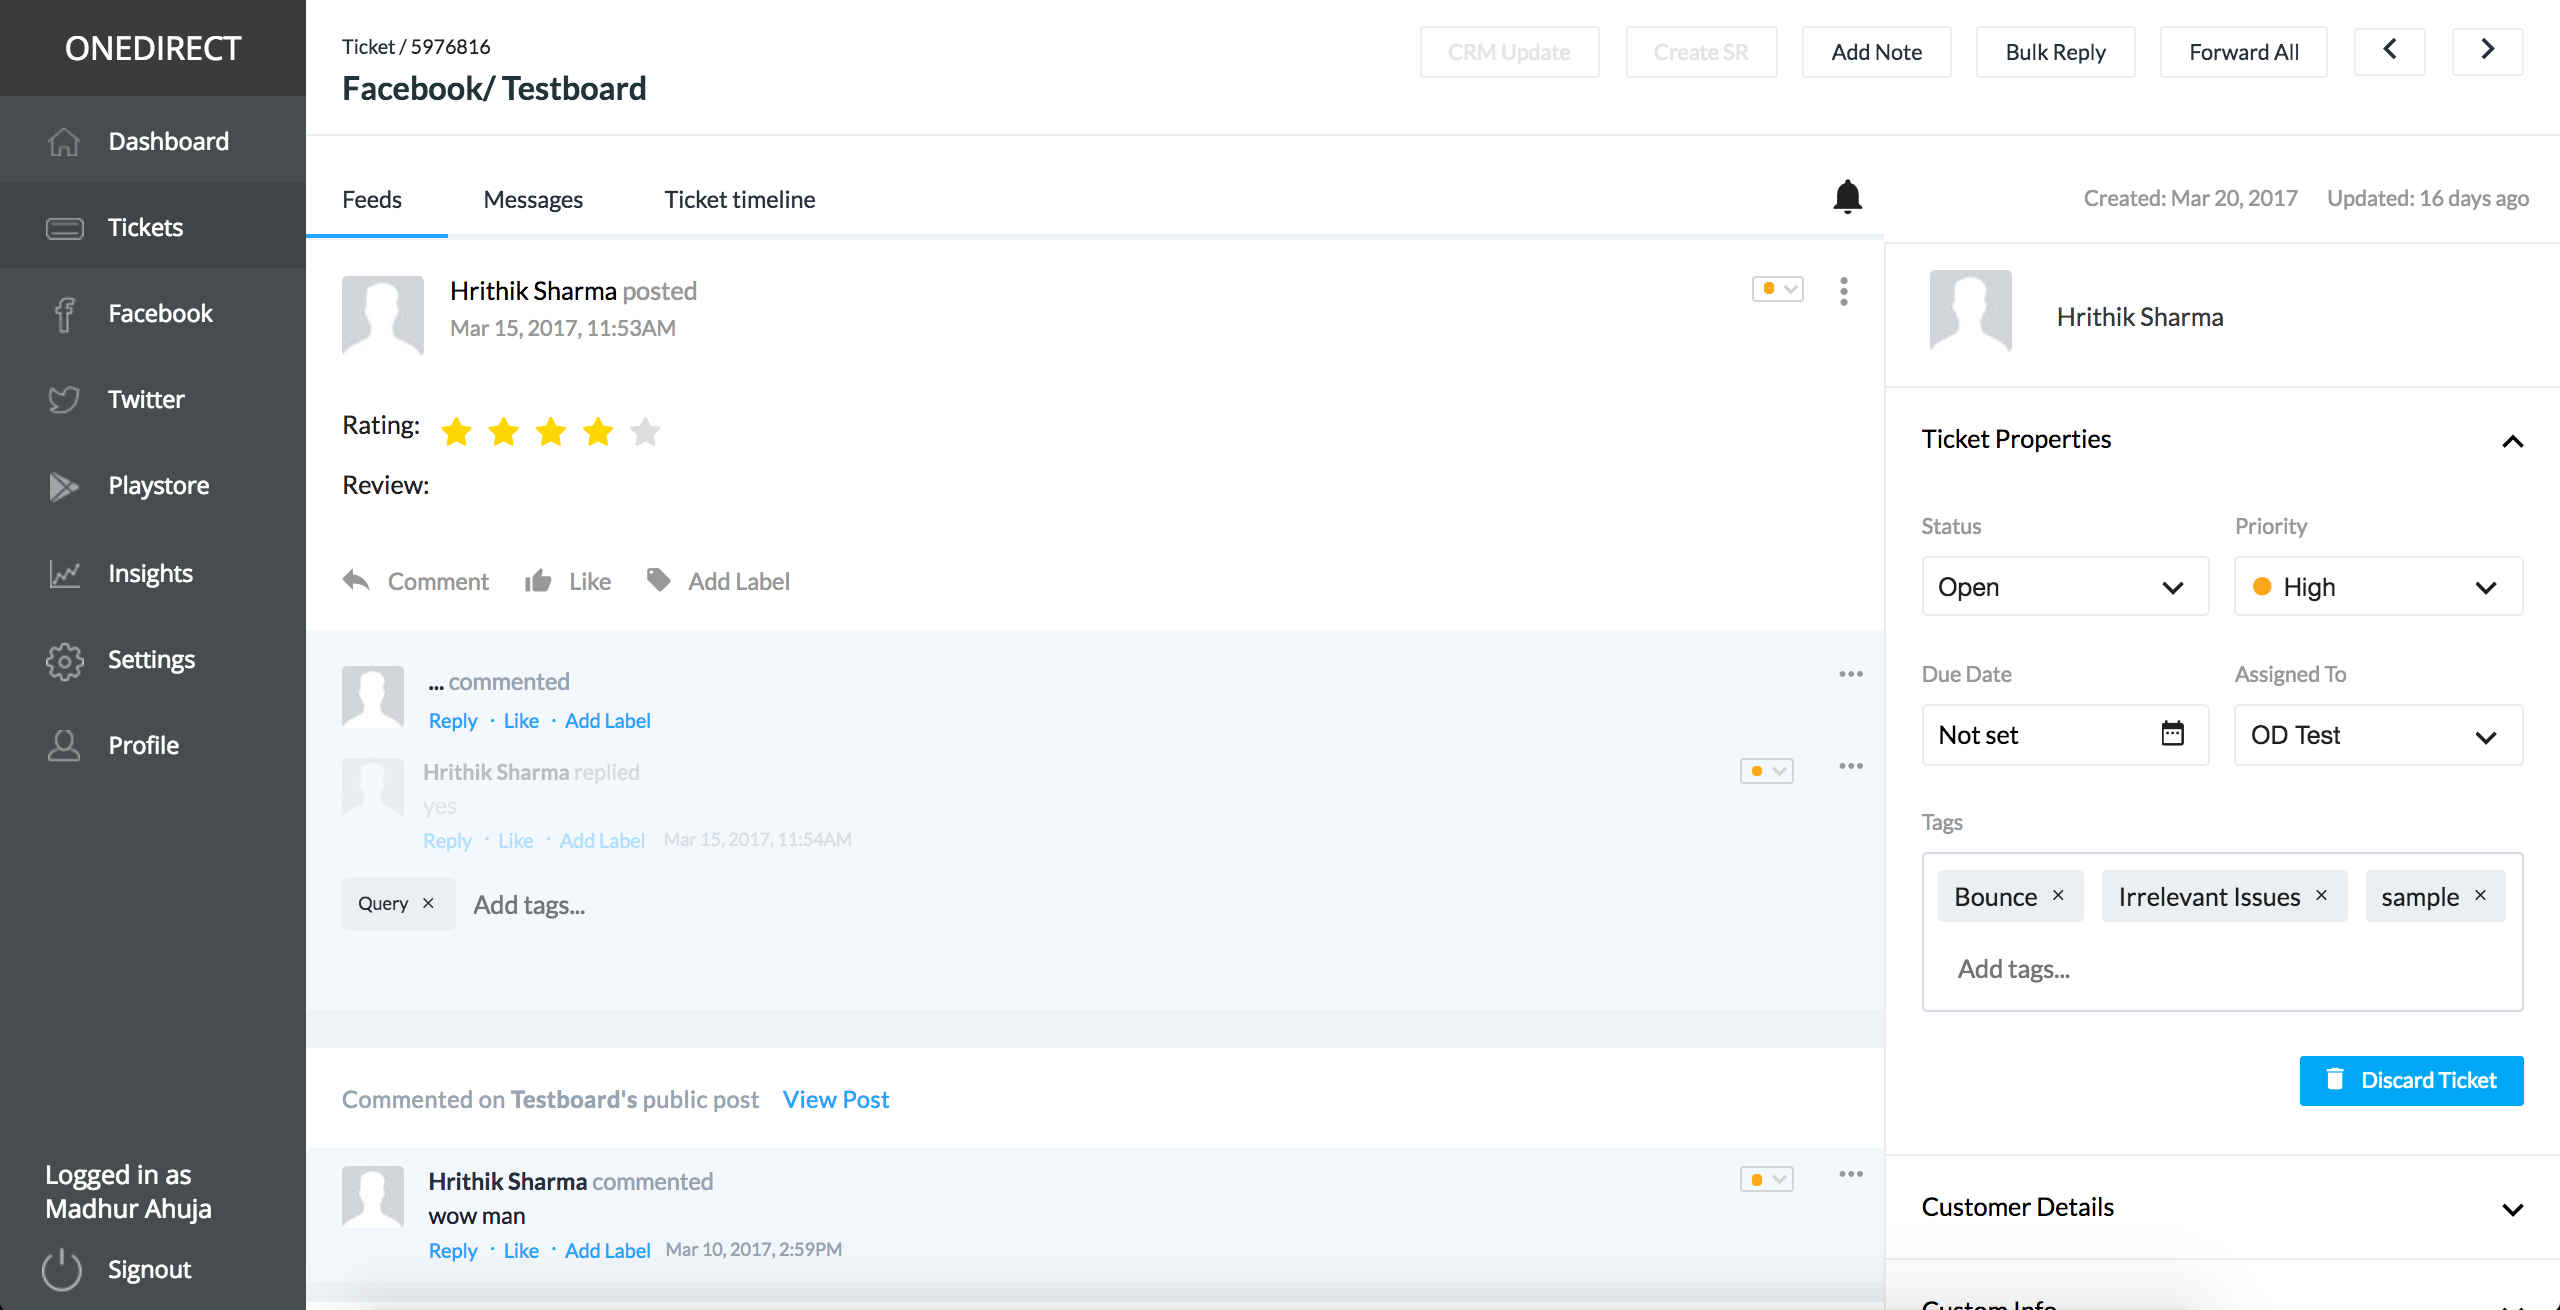 ONEDIRECT
Dashboard
Tickets
Facebook
Twitter
Playstore
Insights
Settings
Profile
Logged in as
Madhur Ahuja
Signout
Ticket / 5976816
Facebook/ Testboard
CRM Update
Create SR
Add Note
Bulk Reply
Forward All
Feeds
Messages
Ticket timeline
Created: Mar 20, 2017
Updated: 16 days ago
Hrithik Sharma posted
Mar 15, 2017, 11:53AM
Rating:
Review:
Comment
Like
Add Label
... commented
Reply · Like · Add Label
Hrithik Sharma replied
yes
Reply · Like · Add Label Mar 15, 2017, 11:54AM
Query × Add tags...
Commented on Testboard's public post View Post
Hrithik Sharma commented
wow man
Reply · Like · Add Label Mar 10, 2017, 2:59PM
Hrithik Sharma
Ticket Properties
Status
Priority
Open
High
Due Date
Assigned To
Not set
OD Test
Tags
Bounce × Irrelevant Issues × sample ×
Add tags...
Discard Ticket
Customer Details
Custom Info